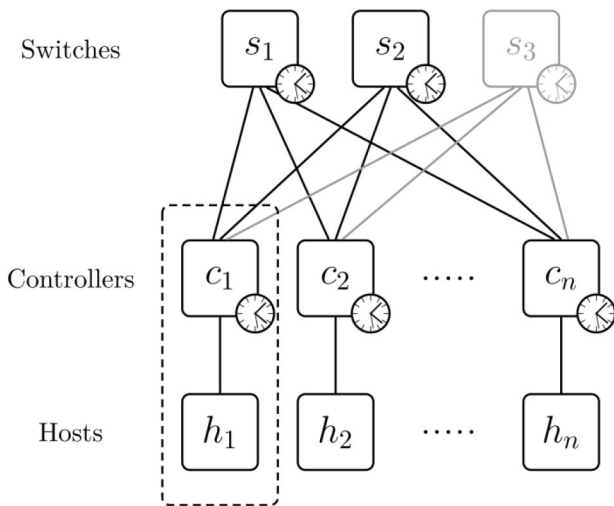 Switches s₁ s₂ s₃
Controllers c₁ c₂ ..... cₙ
Hosts h₁ h₂ ..... hₙ